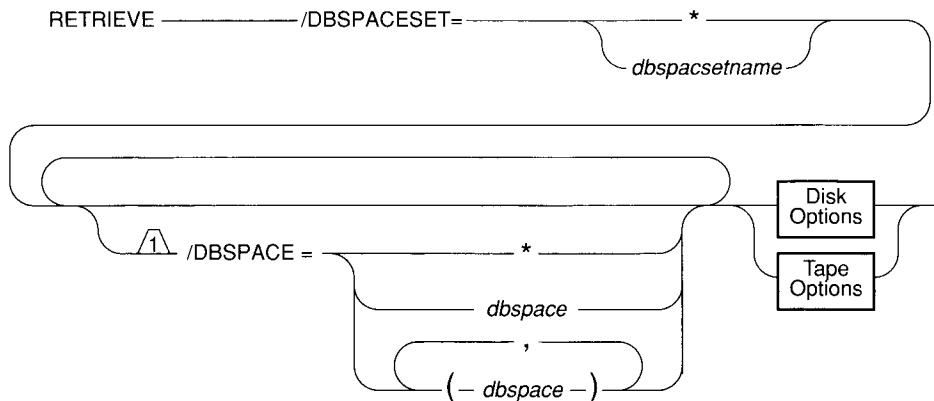 RETRIEVE /DBSPACESET= *
dbspacsetname
Disk
Options
1 /DBSPACE = *
Tape
Options
dbspace
,
( dbspace )